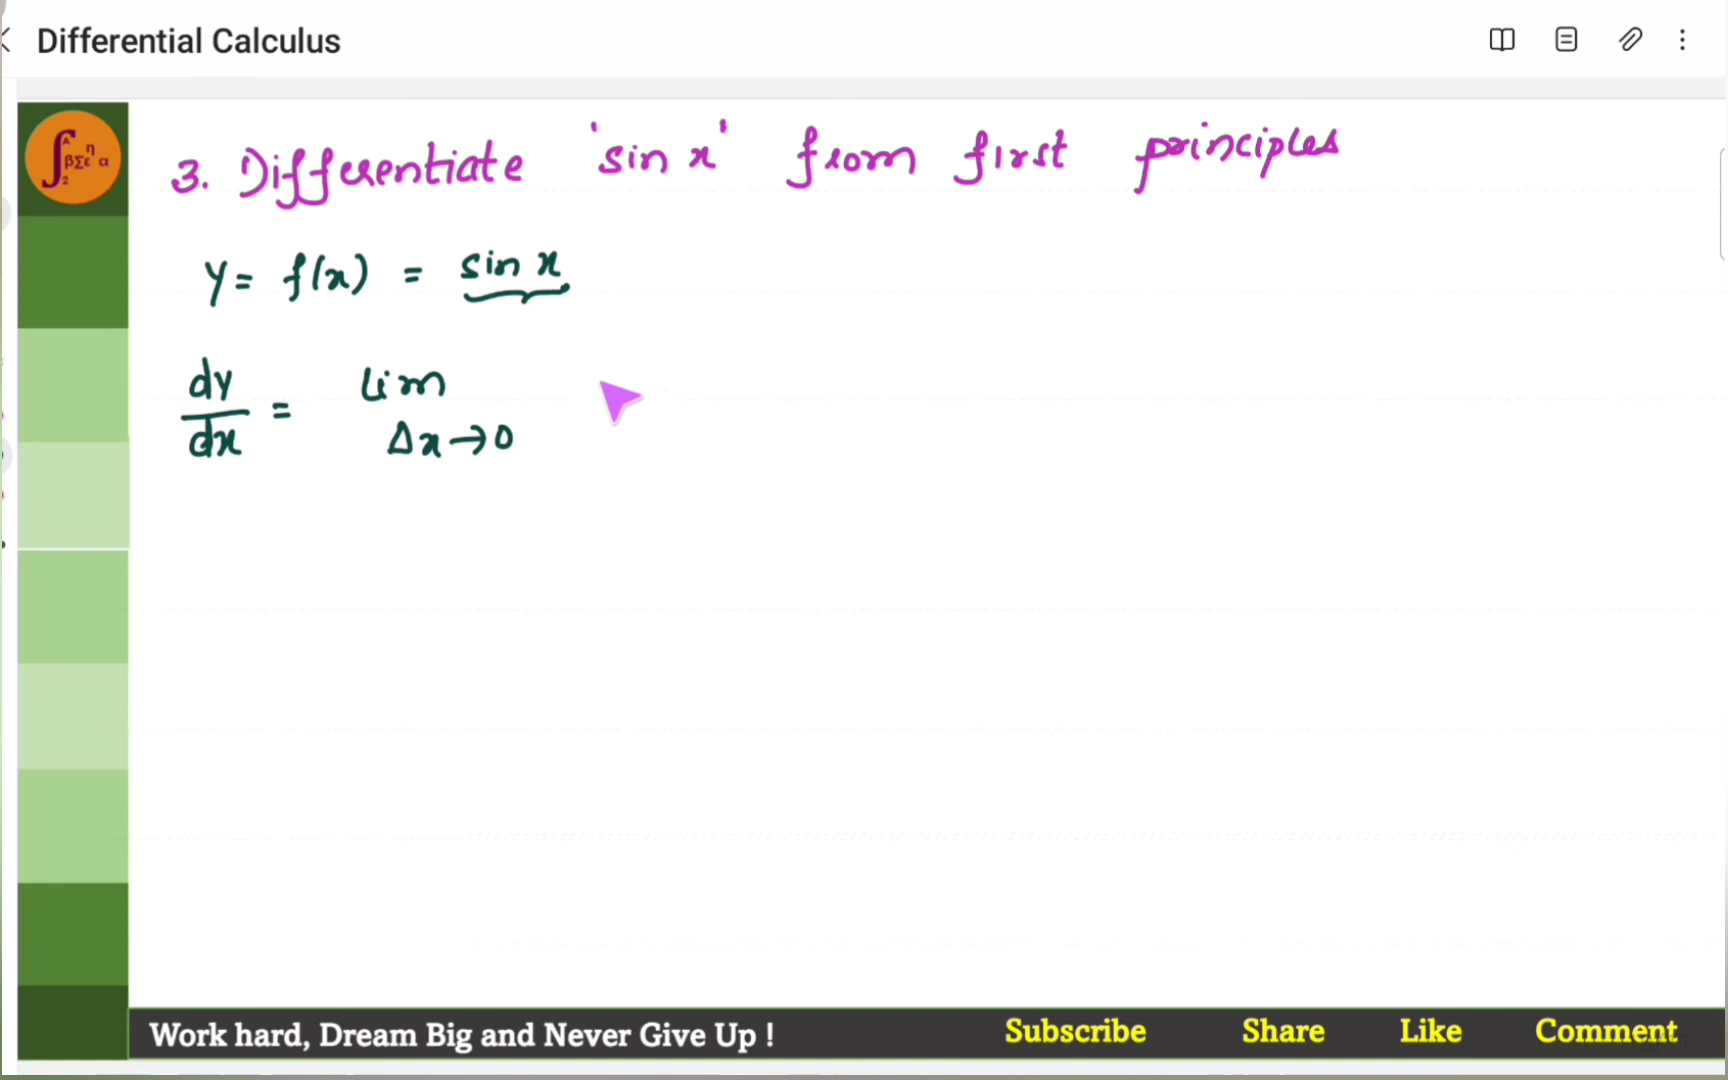 Differential Calculus
3. Differentiate 'sin x' from first principles
y = f(x) = sin x
dy/dx = lim
Δx→0
Work hard, Dream Big and Never Give Up ! Subscribe Share Like Comment